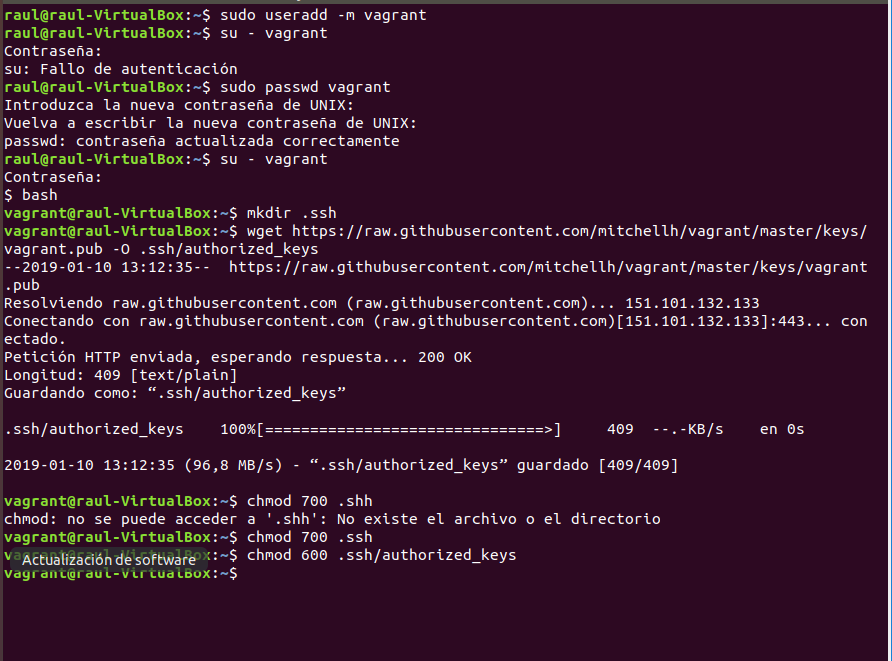 raul@raul-VirtualBox:~$ sudo useradd -m vagrant
raul@raul-VirtualBox:~$ su - vagrant
Contraseña:
su: Fallo de autenticación
raul@raul-VirtualBox:~$ sudo passwd vagrant
Introduzca la nueva contraseña de UNIX:
Vuelva a escribir la nueva contraseña de UNIX:
passwd: contraseña actualizada correctamente
raul@raul-VirtualBox:~$ su - vagrant
Contraseña:
$ bash
vagrant@raul-VirtualBox:~$ mkdir .ssh
vagrant@raul-VirtualBox:~$ wget https://raw.githubusercontent.com/mitchellh/vagrant/master/keys/
vagrant.pub -O .ssh/authorized_keys
--2019-01-10 13:12:35--  https://raw.githubusercontent.com/mitchellh/vagrant/master/keys/vagrant
.pub
Resolviendo raw.githubusercontent.com (raw.githubusercontent.com)... 151.101.132.133
Conectando con raw.githubusercontent.com (raw.githubusercontent.com)[151.101.132.133]:443... con
ectado.
Petición HTTP enviada, esperando respuesta... 200 OK
Longitud: 409 [text/plain]
Guardando como: “.ssh/authorized_keys”
.ssh/authorized_keys    100%[===============================>]     409  --.-KB/s    en 0s
2019-01-10 13:12:35 (96,8 MB/s) - “.ssh/authorized_keys” guardado [409/409]
vagrant@raul-VirtualBox:~$ chmod 700 .shh
chmod: no se puede acceder a '.shh': No existe el archivo o el directorio
vagrant@raul-VirtualBox:~$ chmod 700 .ssh
vagrant@raul-VirtualBox:~$ chmod 600 .ssh/authorized_keys
Actualización de software
vagrant@raul-VirtualBox:~$